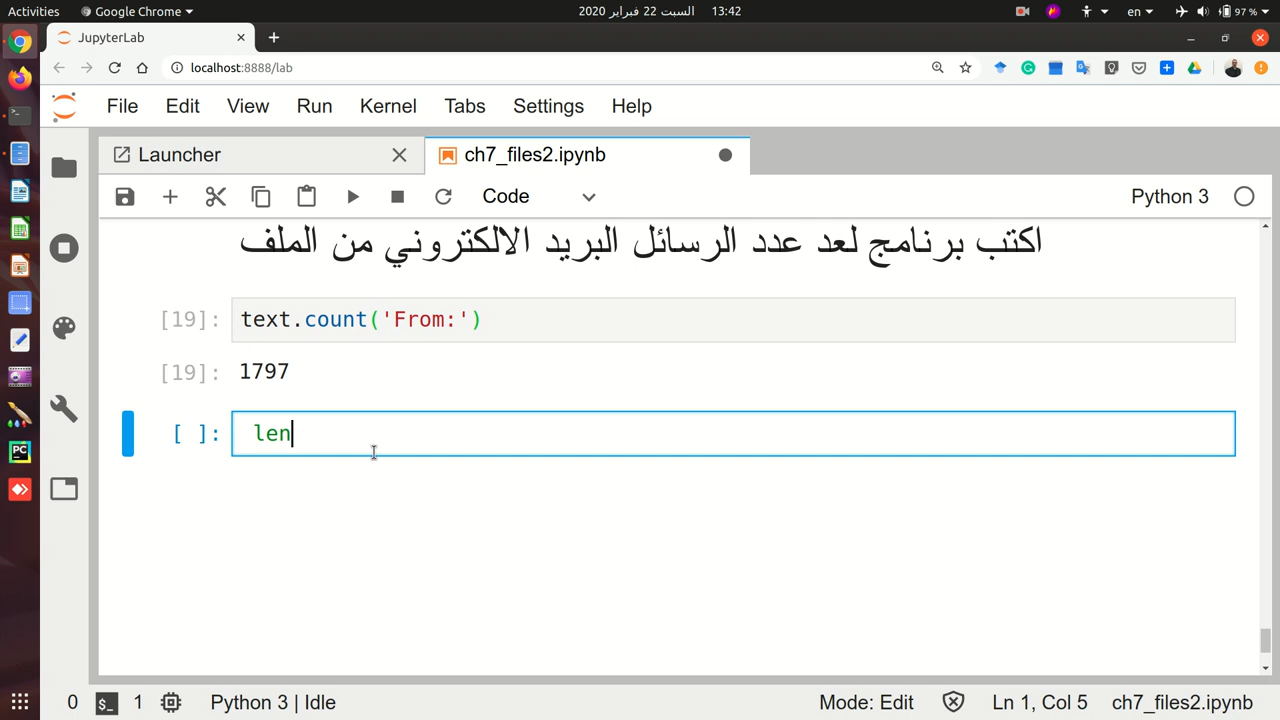 Activities Google Chrome السبت 22 فبراير 2020 13:42 en 97 %
JupyterLab
localhost:8888/lab
File Edit View Run Kernel Tabs Settings Help
Launcher ch7_files2.ipynb
Code Python 3
اكتب برنامج لعد عدد الرسائل البريد الالكتروني من الملف
[19]: text.count('From:')
[19]: 1797
[ ]: len
0 $_ 1 Python 3 | Idle Mode: Edit Ln 1, Col 5 ch7_files2.ipynb